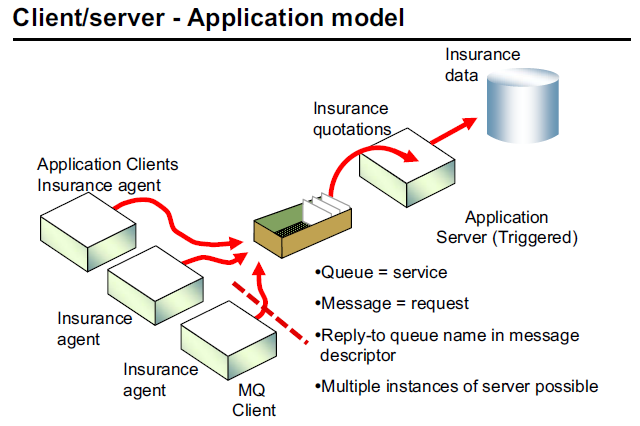 Client/server - Application model
Insurance
data
Insurance
quotations
Application Clients
Insurance agent
Application
Server (Triggered)
•Queue = service
•Message = request
•Reply-to queue name in message
descriptor
•Multiple instances of server possible
Insurance
agent
Insurance
agent
MQ
Client